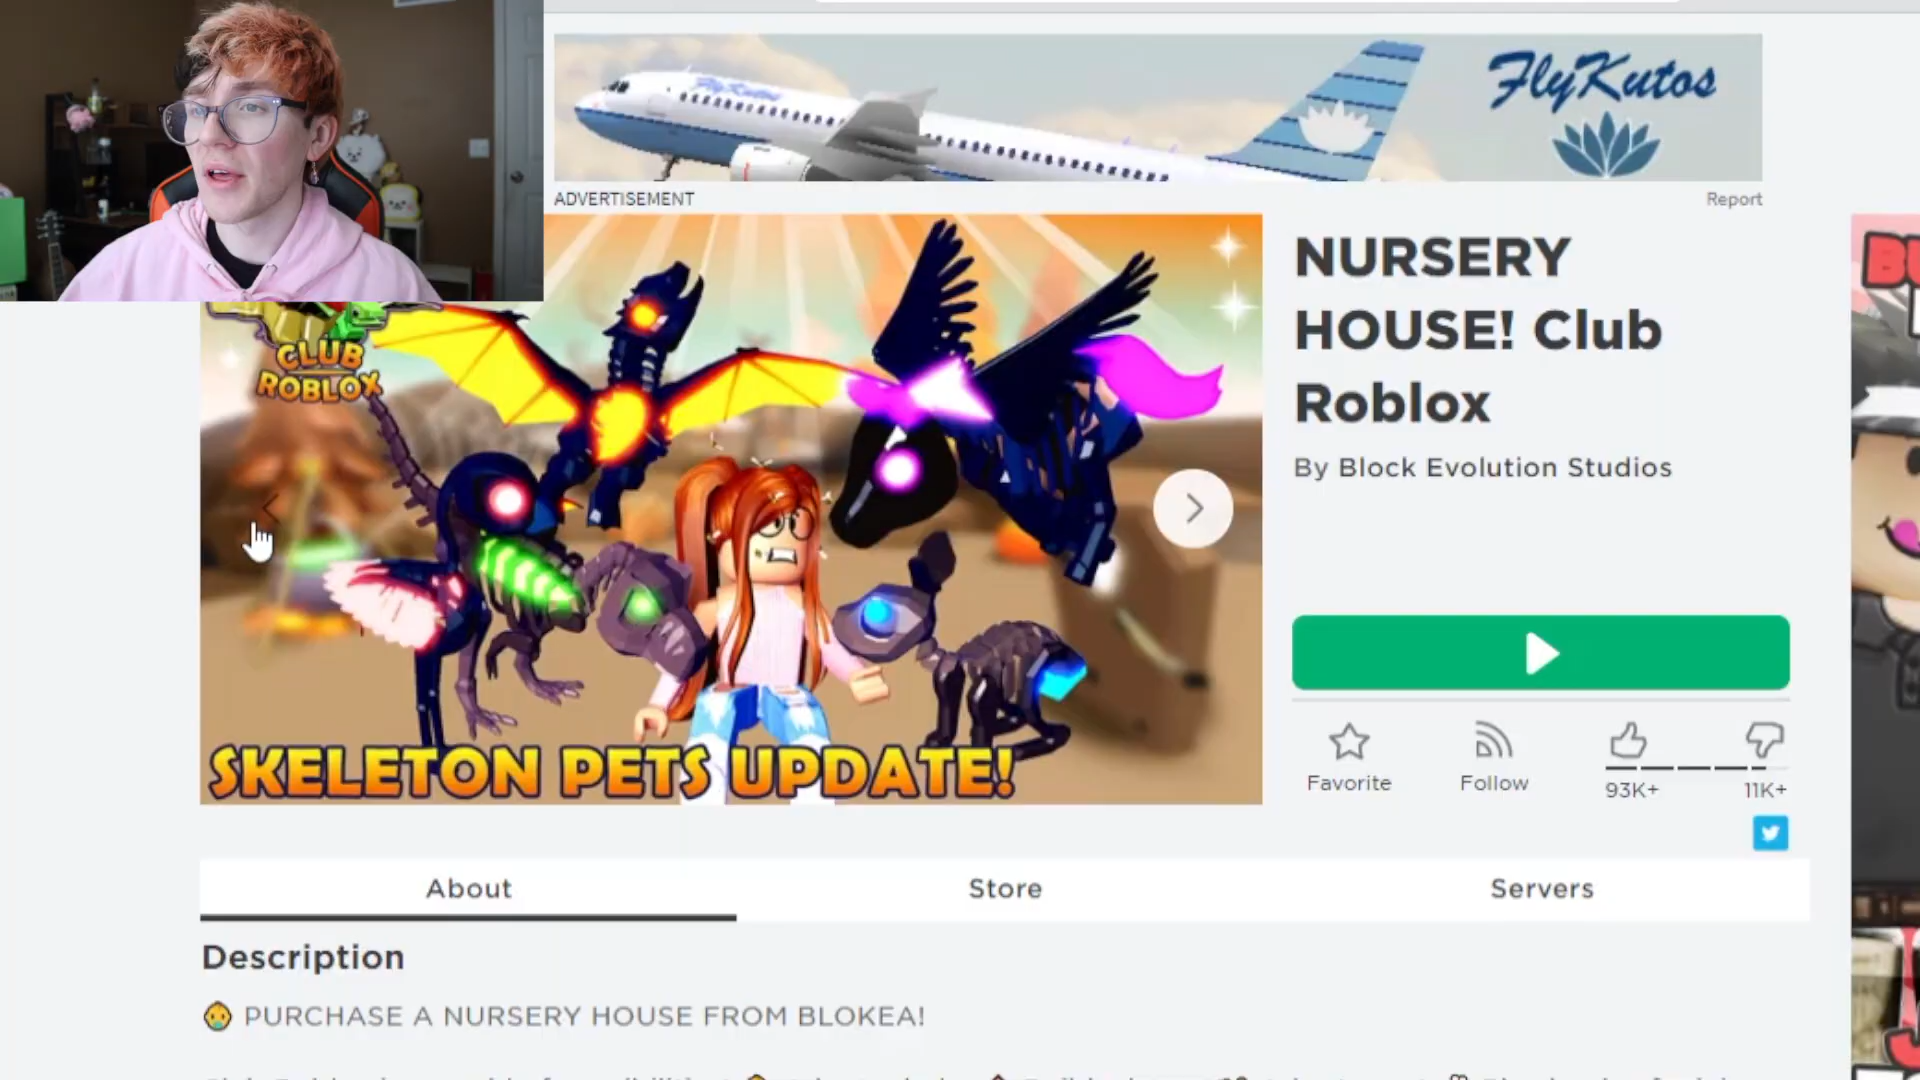 FlyKutos
FlyKutos
ADVERTISEMENT
Report
CLUB
ROBLOX
SKELETON PETS UPDATE!
NURSERY
HOUSE! Club
Roblox
By Block Evolution Studios
Favorite
Follow
93K+
11K+
About
Store
Servers
Description
PURCHASE A NURSERY HOUSE FROM BLOKEA!